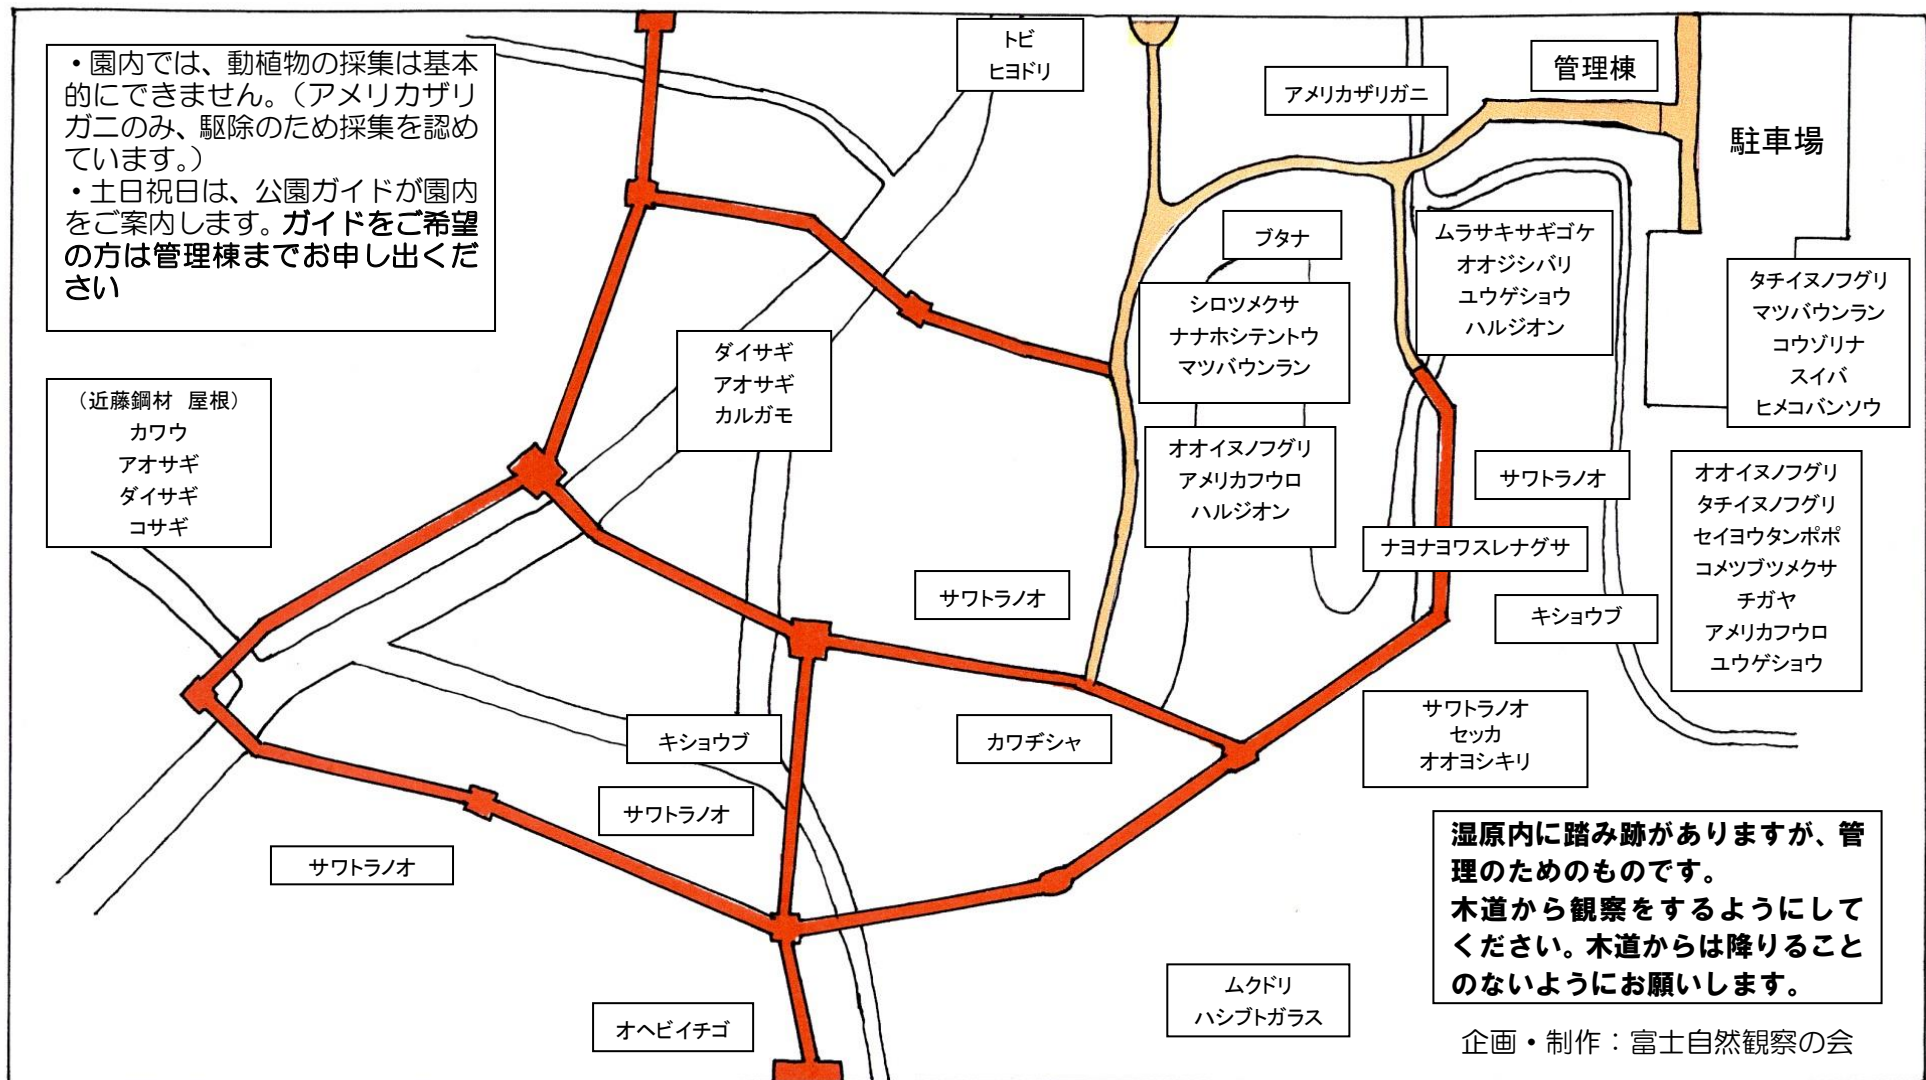 ・園内では、動植物の採集は基本
的にできません。（アメリカザリ
ガニのみ、駆除のため採集を認め
ています。）
・土日祝日は、公園ガイドが園内
をご案内します。ガイドをご希望
の方は管理棟までお申し出くだ
さい
トビ
ヒヨドリ
アメリカザリガニ
管理棟
駐車場
ブタナ
シロツメクサ
ナナホシテントウ
マツバウンラン
ムラサキサギゴケ
オオジシバリ
ユウゲショウ
ハルジオン
タチイヌノフグリ
マツバウンラン
コウゾリナ
スイバ
ヒメコバンソウ
ダイサギ
アオサギ
カルガモ
（近藤鋼材 屋根）
カワウ
アオサギ
ダイサギ
コサギ
オオイヌノフグリ
アメリカフウロ
ハルジオン
サワトラノオ
オオイヌノフグリ
タチイヌノフグリ
セイヨウタンポポ
コメツブツメクサ
チガヤ
アメリカフウロ
ユウゲショウ
ナヨナヨワスレナグサ
サワトラノオ
キショウブ
サワトラノオ
セッカ
オオヨシキリ
キショウブ
カワヂシャ
サワトラノオ
サワトラノオ
湿原内に踏み跡がありますが、管
理のためのものです。
木道から観察をするようにして
ください。木道からは降りること
のないようにお願いします。
ムクドリ
ハシブトガラス
オヘビイチゴ
企画・制作：富士自然観察の会